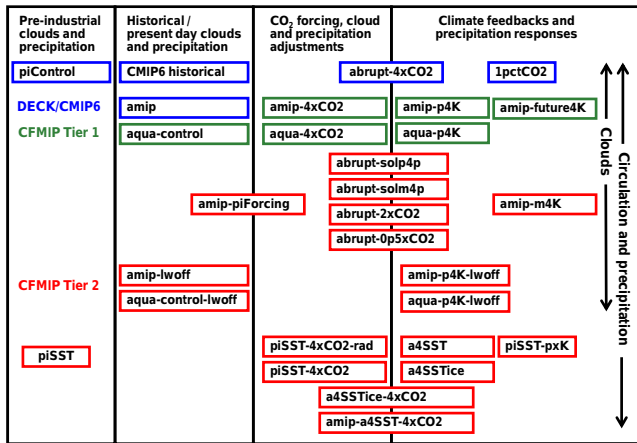 Pre-industrial
clouds and
precipitation
Historical /
present day clouds
and precipitation
CO2 forcing, cloud
and precipitation
adjustments
Climate feedbacks and
precipitation responses
piControl
CMIP6 historical
abrupt-4xCO2
1pctCO2
DECK/CMIP6
amip
amip-4xCO2
amip-p4K
amip-future4K
CFMIP Tier 1
aqua-control
aqua-4xCO2
aqua-p4K
abrupt-solp4p
abrupt-solm4p
amip-piForcing
abrupt-2xCO2
amip-m4K
abrupt-0p5xCO2
CFMIP Tier 2
amip-lwoff
amip-p4K-lwoff
aqua-control-lwoff
aqua-p4K-lwoff
piSST
piSST-4xCO2-rad
a4SST
piSST-pxK
piSST-4xCO2
a4SSTice
a4SSTice-4xCO2
amip-a4SST-4xCO2
Clouds
Circulation and precipitation